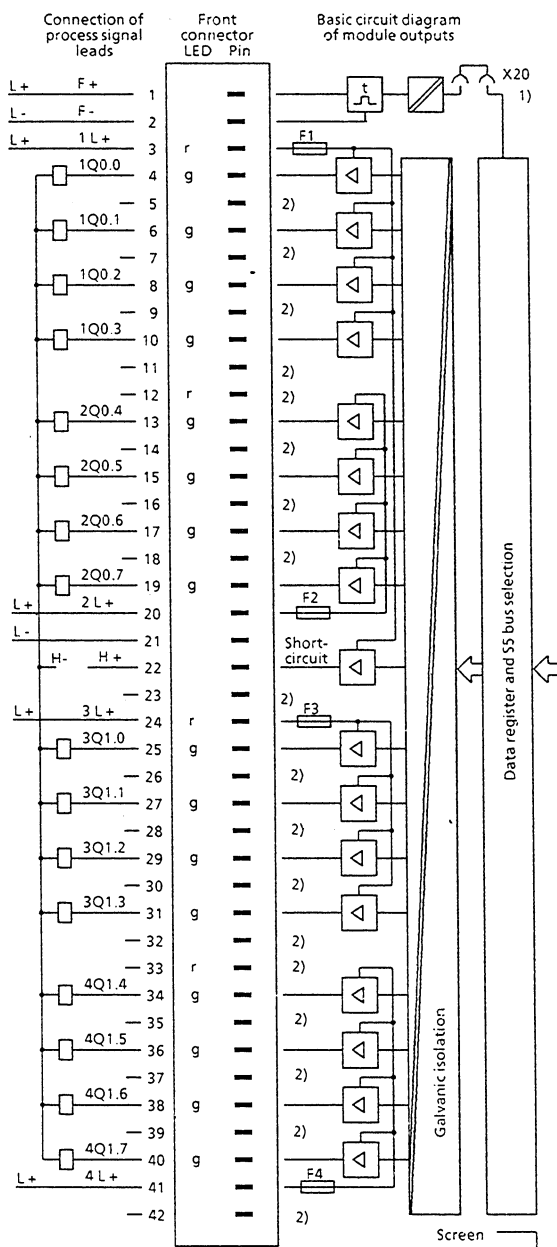 Connection of process signal leads
Front connector
LED Pin
Basic circuit diagram of module outputs
L+ F+ 1 t X20
1)
L- F- 2
L+ 1L+ 3 r F1
1Q0.0 4 g
5 2)
1Q0.1 6 g
7 2)
1Q0.2 8 g
9 2)
1Q0.3 10 g
11 2)
12 r 2)
2Q0.4 13 g
14 2)
2Q0.5 15 g
16 2)
2Q0.6 17 g
18 2)
2Q0.7 19 g
L+ 2L+ 20 F2
L- 21
H- H+ 22 Short-circuit
23 2)
L+ 3L+ 24 r F3
3Q1.0 25 g
26 2)
3Q1.1 27 g
28 2)
3Q1.2 29 g
30 2)
3Q1.3 31 g
32 2)
33 r 2)
4Q1.4 34 g
35 2)
4Q1.5 36 g
37 2)
4Q1.6 38 g
39 2)
4Q1.7 40 g
L+ 4L+ 41 F4
42 2)
Galvanic isolation
Data register and S5 bus selection
Screen